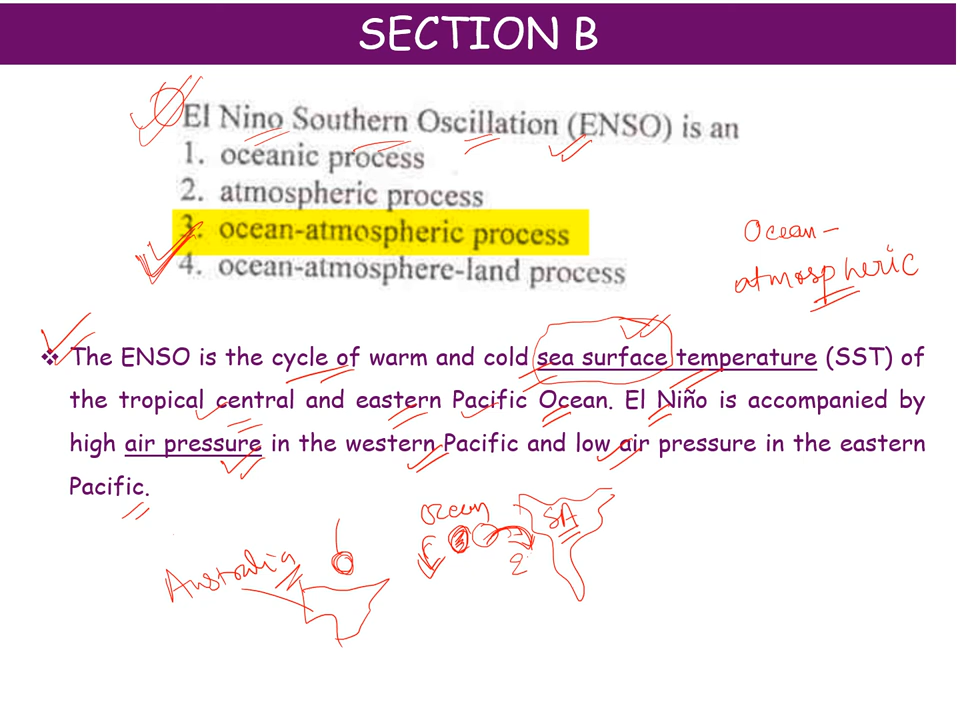 SECTION B
El Nino Southern Oscillation (ENSO) is an
1. oceanic process
2. atmospheric process
3. ocean-atmospheric process
4. ocean-atmosphere-land process
Ocean-
atmospheric
❖ The ENSO is the cycle of warm and cold sea surface temperature (SST) of
the tropical central and eastern Pacific Ocean. El Niño is accompanied by
high air pressure in the western Pacific and low air pressure in the eastern
Pacific.
Ocean
SA
Australia